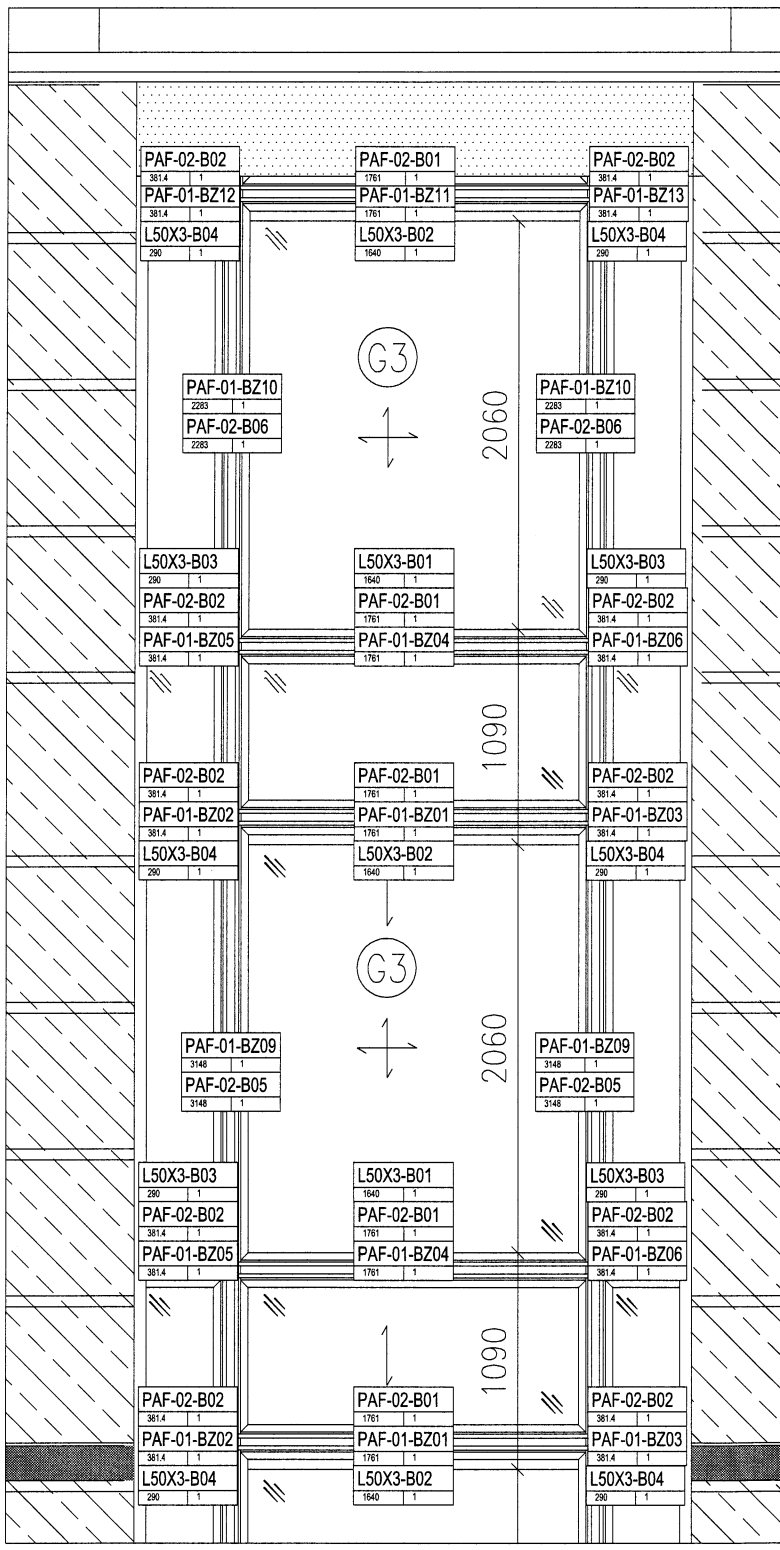 PAF-02-B02 PAF-02-B01 PAF-02-B02
381.4 1 1761 1 381.4 1
PAF-01-BZ12 PAF-01-BZ11 PAF-01-BZ13
381.4 1 1761 1 381.4 1
L50X3-B04 L50X3-B02 L50X3-B04
290 1 1640 1 290 1
G3
2060
PAF-01-BZ10 PAF-01-BZ10
2283 1 2283 1
PAF-02-B06 PAF-02-B06
2283 1 2283 1
L50X3-B03 L50X3-B01 L50X3-B03
290 1 1640 1 290 1
PAF-02-B02 PAF-02-B01 PAF-02-B02
381.4 1 1761 1 381.4 1
PAF-01-BZ05 PAF-01-BZ04 PAF-01-BZ06
381.4 1 1761 1 381.4 1
1090
PAF-02-B02 PAF-02-B01 PAF-02-B02
381.4 1 1761 1 381.4 1
PAF-01-BZ02 PAF-01-BZ01 PAF-01-BZ03
381.4 1 1761 1 381.4 1
L50X3-B04 L50X3-B02 L50X3-B04
290 1 1640 1 290 1
G3
2060
PAF-01-BZ09 PAF-01-BZ09
3148 1 3148 1
PAF-02-B05 PAF-02-B05
3148 1 3148 1
L50X3-B03 L50X3-B01 L50X3-B03
290 1 1640 1 290 1
PAF-02-B02 PAF-02-B01 PAF-02-B02
381.4 1 1761 1 381.4 1
PAF-01-BZ05 PAF-01-BZ04 PAF-01-BZ06
381.4 1 1761 1 381.4 1
1090
PAF-02-B02 PAF-02-B01 PAF-02-B02
381.4 1 1761 1 381.4 1
PAF-01-BZ02 PAF-01-BZ01 PAF-01-BZ03
381.4 1 1761 1 381.4 1
L50X3-B04 L50X3-B02 L50X3-B04
290 1 1640 1 290 1